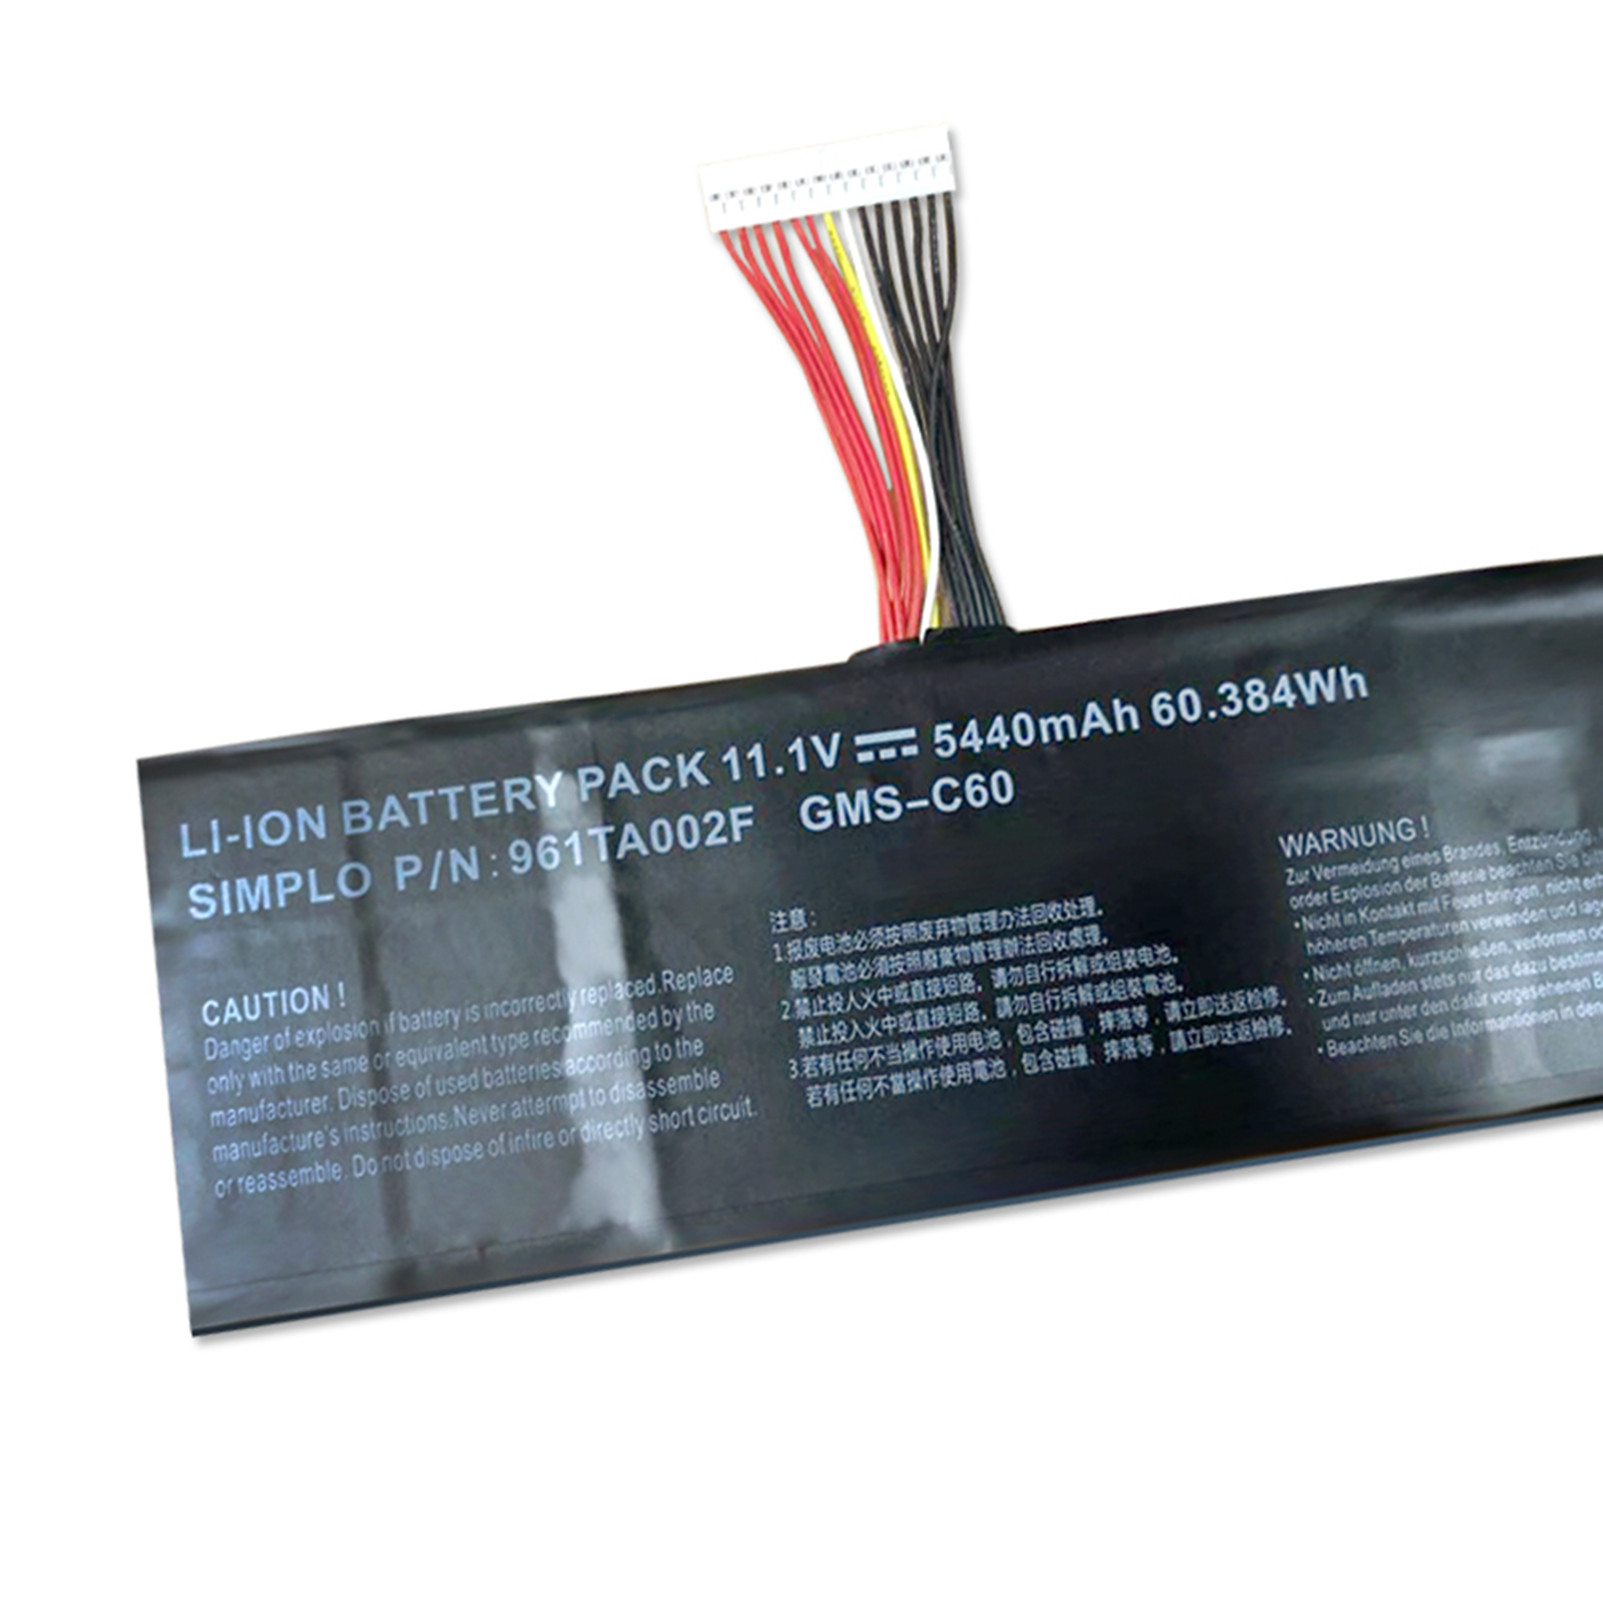 LI-ION BATTERY PACK 11.1V 5440mAh 60.384Wh
SIMPLO P/N:961TA002F GMS-C60
CAUTION!
Danger of explosion if battery is incorrectly replaced.Replace
only with the same or equivalent type recommended by the
manufacturer. Dispose of used batteries according to the
manufacture's instructions.Never attermpt to disassemble
or reassemble. Do not dispose of infire or directly short circuit.
注意:
1.报废电池必须按照废弃物管理办法回收处理。
報發電池必須按照廢棄物管理辦法回收處理。
2.禁止投入火中或直接短路。请勿自行拆解或组装电池。
禁止投入火中或直接短路。請勿自行拆解或組裝電池。
3.若有任何不当操作使用电池，包含碰撞，摔落等，请立即送返检修。
若有任何不當操作使用電池，包含碰撞，摔落等，請立即送返檢修。
WARNUNG!
Zur Vermeidung eines Brandes, Entzündung,
order Explosion der Batterie beachten Sie
•Nicht in Kontakt mit Feuer bringen, nicht
höheren Temperaturen verwenden und
•Nicht öffnen, kurzschließen, verformen
•Zum Aufladen stets nur das dazu
und nur unter den dafür vorgesehenen
•Beachten Sie die Informantionen in